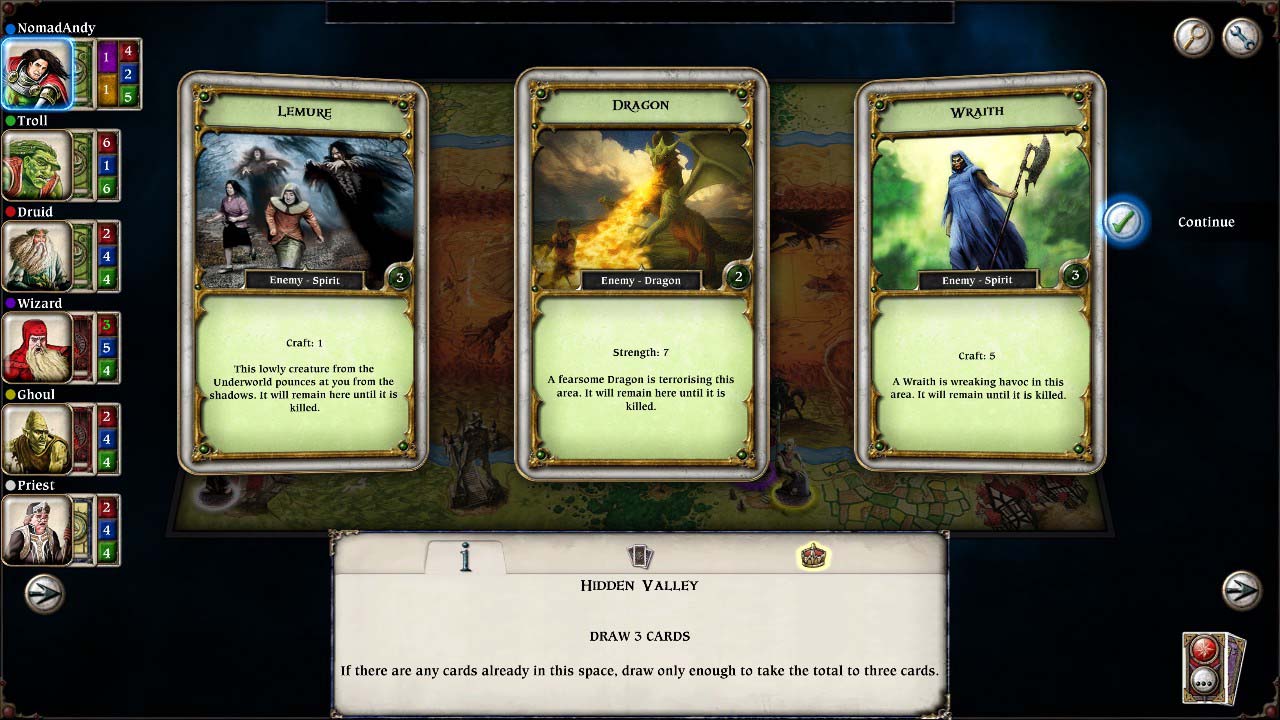 NomadAndy
1
4
2
1
5
Troll
6
1
6
Druid
2
4
4
Wizard
3
5
4
Ghoul
2
4
4
Priest
2
4
4
LEMURE
Enemy - Spirit
3
Craft: 1
This lowly creature from the
Underworld pounces at you from the
shadows. It will remain here until it is
killed.
DRAGON
Enemy - Dragon
2
Strength: 7
A fearsome Dragon is terrorising this
area. It will remain here until it is
killed.
WRAITH
Enemy - Spirit
3
Craft: 5
A Wraith is wreaking havoc in this
area. It will remain until it is killed.
Continue
i
HIDDEN VALLEY
DRAW 3 CARDS
If there are any cards already in this space, draw only enough to take the total to three cards.